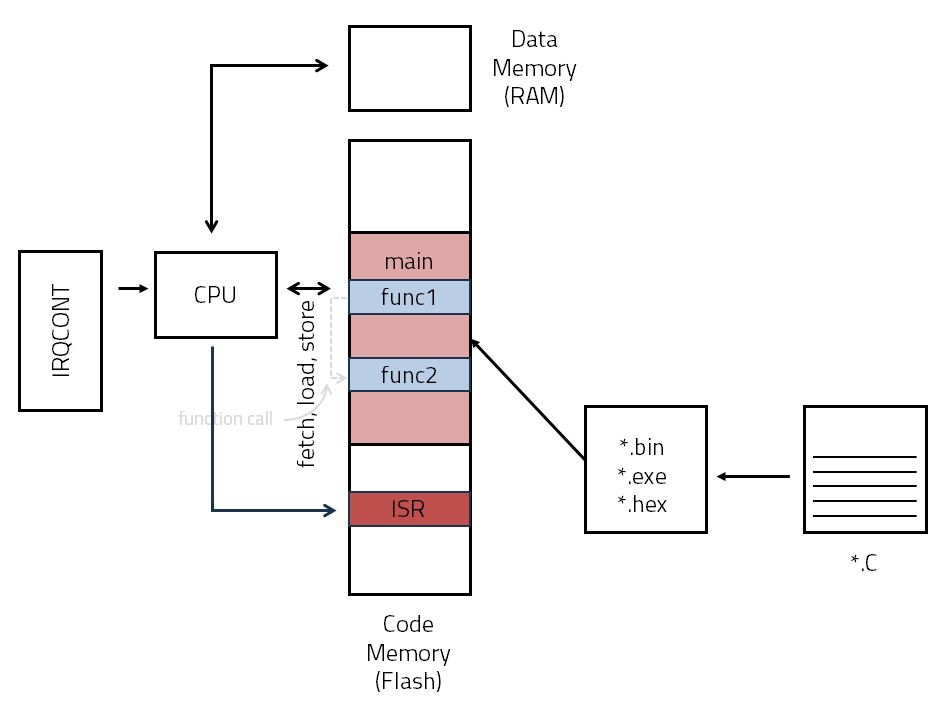 Data
Memory
(RAM)
main
IRQCONT
CPU
func1
fetch, load, store
func2
function call
*.bin
*.exe
*.hex
ISR
*.C
Code
Memory
(Flash)